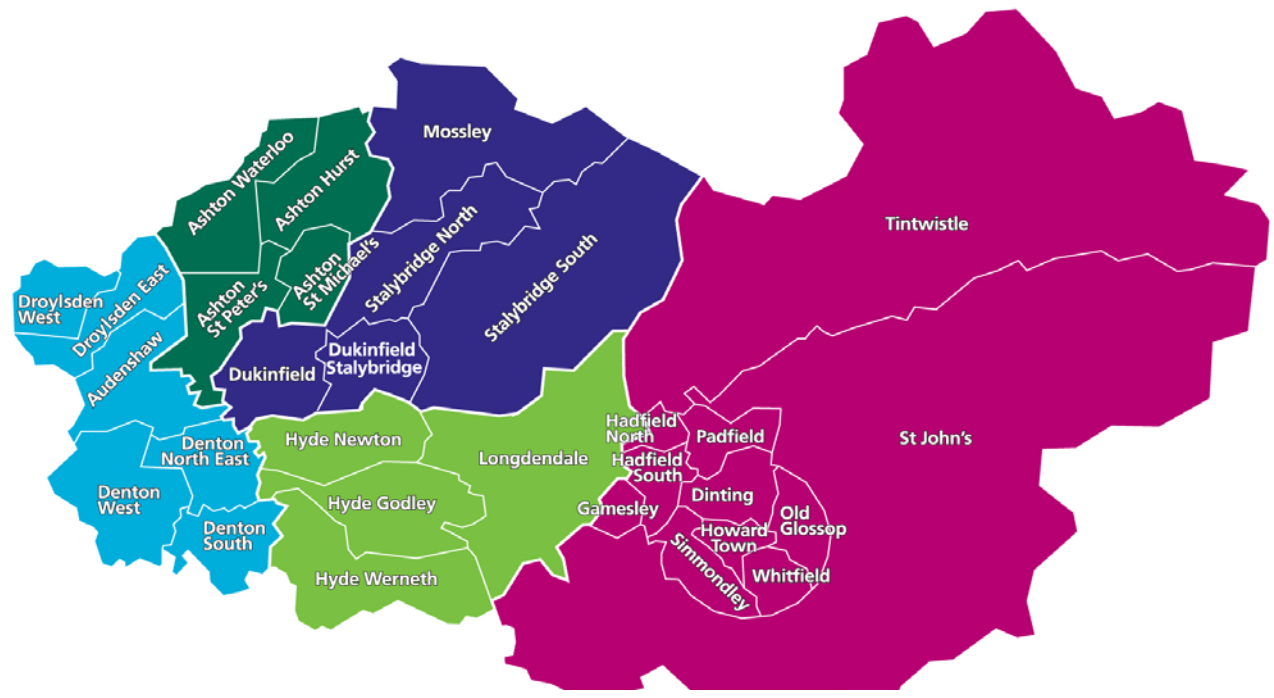 Mossley
Ashton Waterloo
Ashton Hurst
Tintwistle
Stalybridge North
Ashton
St Michael's
Stalybridge South
Droylsden
West
Droylsden East
Ashton
St Peter's
Audenshaw
Dukinfield
Dukinfield
Stalybridge
Hadfield
North
Padfield
St John's
Hyde Newton
Denton
North East
Longdendale
Hadfield
South
Denton
West
Hyde Godley
Gamesley
Dinting
Old
Glossop
Denton
South
Howard
Town
Simmondley
Whitfield
Hyde Werneth